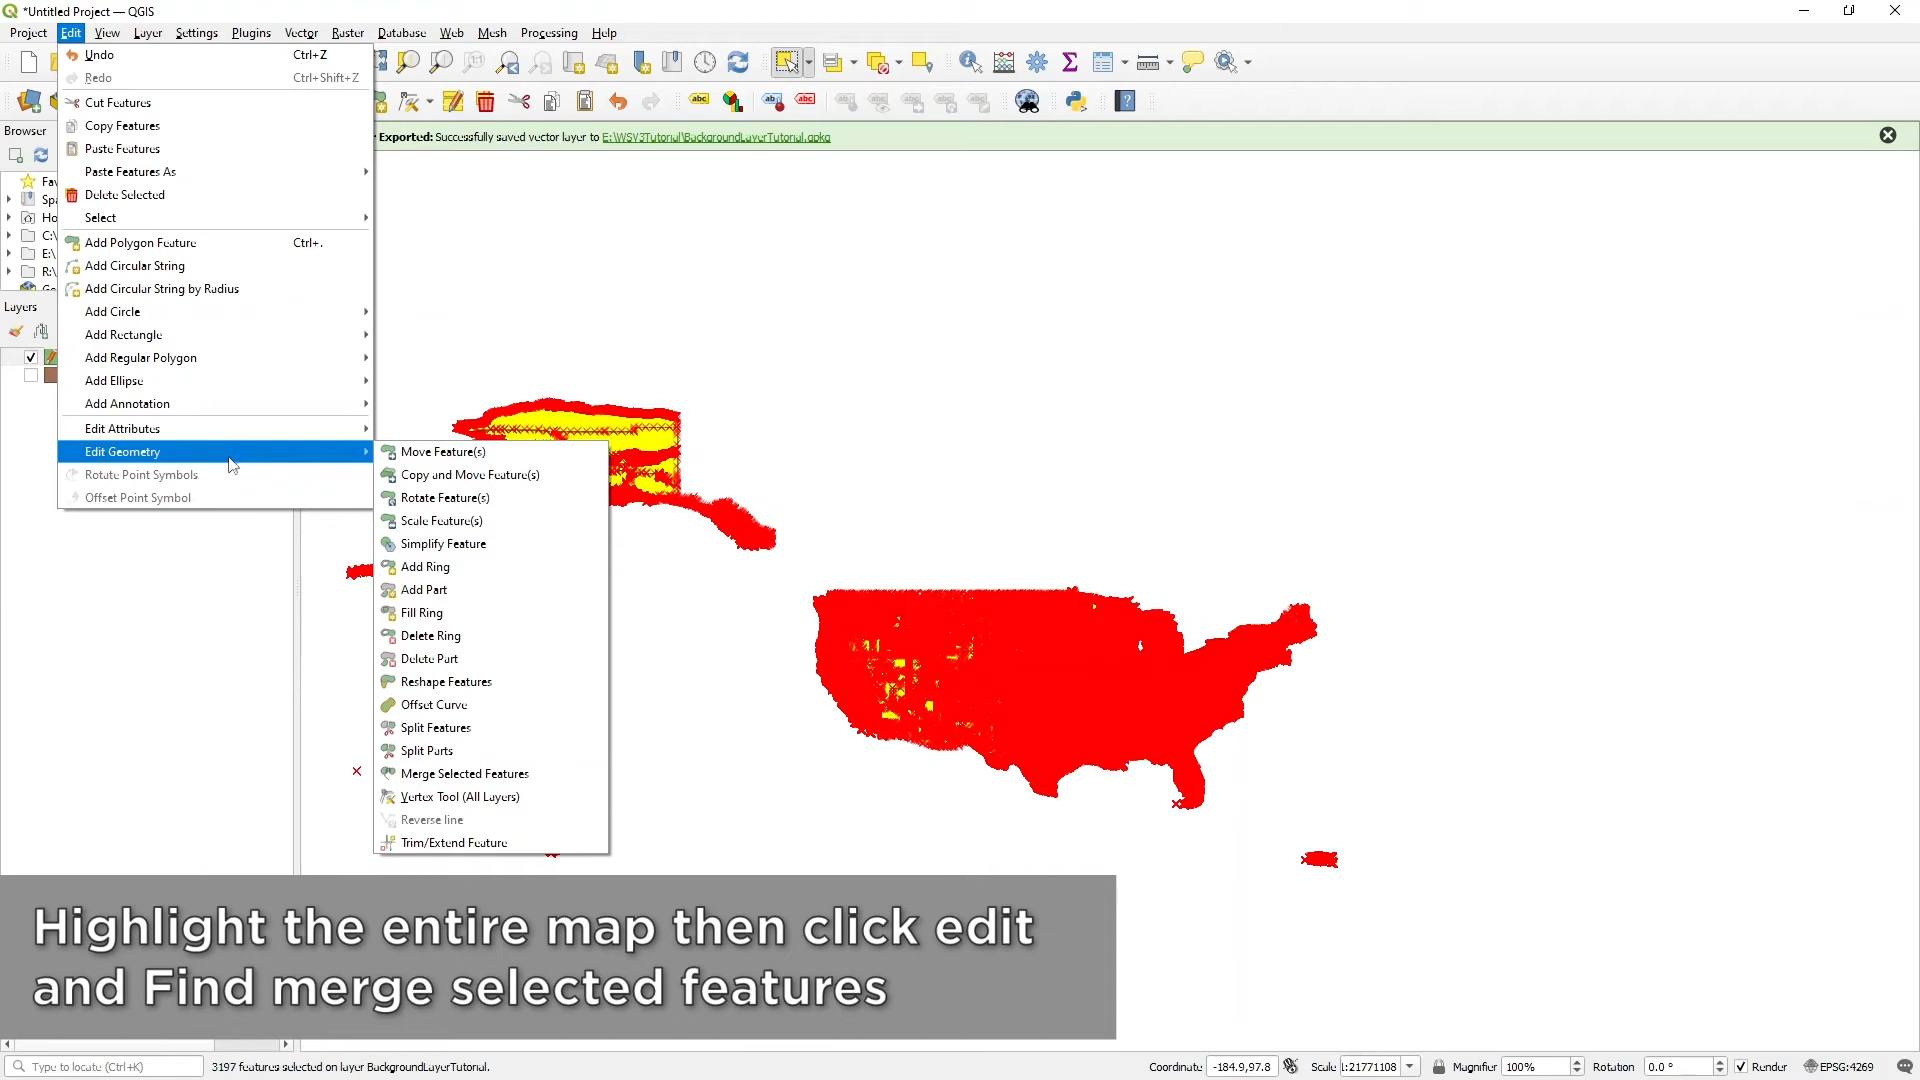 *Untitled Project — QGIS
Project Edit View Layer Settings Plugins Vector Raster Database Web Mesh Processing Help
Undo Ctrl+Z
Redo Ctrl+Shift+Z
Cut Features
Copy Features
Paste Features
Paste Features As
Delete Selected
Select
Add Polygon Feature Ctrl+.
Add Circular String
Add Circular String by Radius
Add Circle
Add Rectangle
Add Regular Polygon
Add Ellipse
Add Annotation
Edit Attributes
Edit Geometry
Rotate Point Symbols
Offset Point Symbol
abc abc abc
Browser
Exported: Successfully saved vector layer to E:\WSV3Tutorial\BackgroundLayerTutorial.gpkg
Fav
Spa
Ho
C:\
E:\
R:\
Layers
Move Feature(s)
Copy and Move Feature(s)
Rotate Feature(s)
Scale Feature(s)
Simplify Feature
Add Ring
Add Part
Fill Ring
Delete Ring
Delete Part
Reshape Features
Offset Curve
Split Features
Split Parts
Merge Selected Features
Vertex Tool (All Layers)
Reverse line
Trim/Extend Feature
Highlight the entire map then click edit
and Find merge selected features
Type to locate (Ctrl+K) 3197 features selected on layer BackgroundLayerTutorial. Coordinate -184.9,97.8 Scale 1:21771108 Magnifier 100% Rotation 0.0 ° Render EPSG:4269